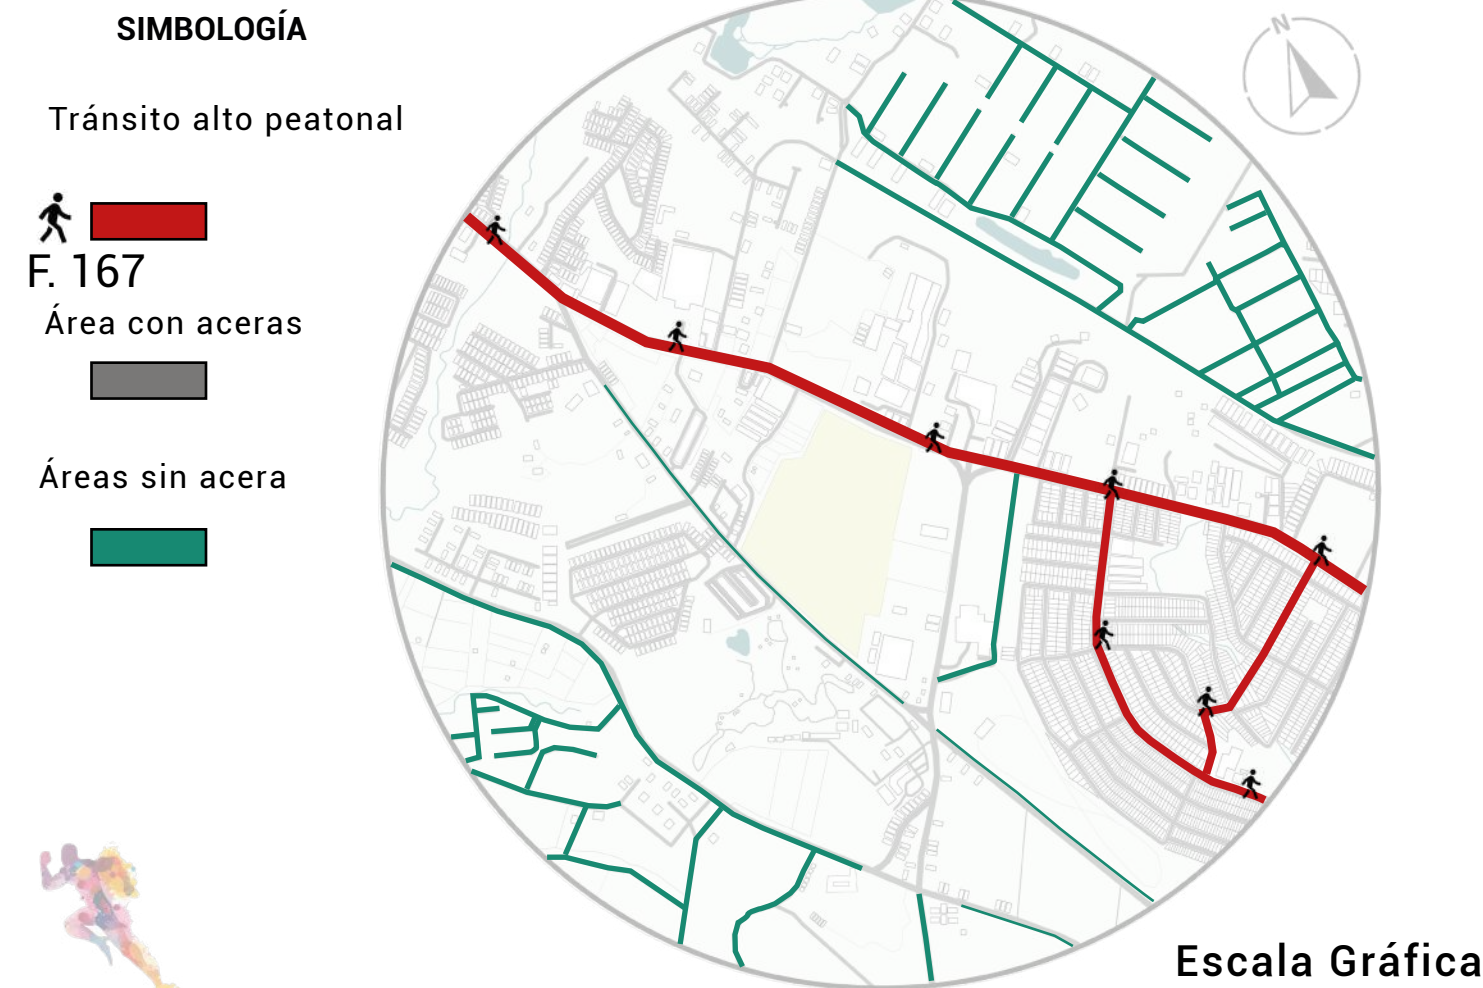 SIMBOLOGÍA
Tránsito alto peatonal
F. 167
Área con aceras
Áreas sin acera
N
Escala Gráfica